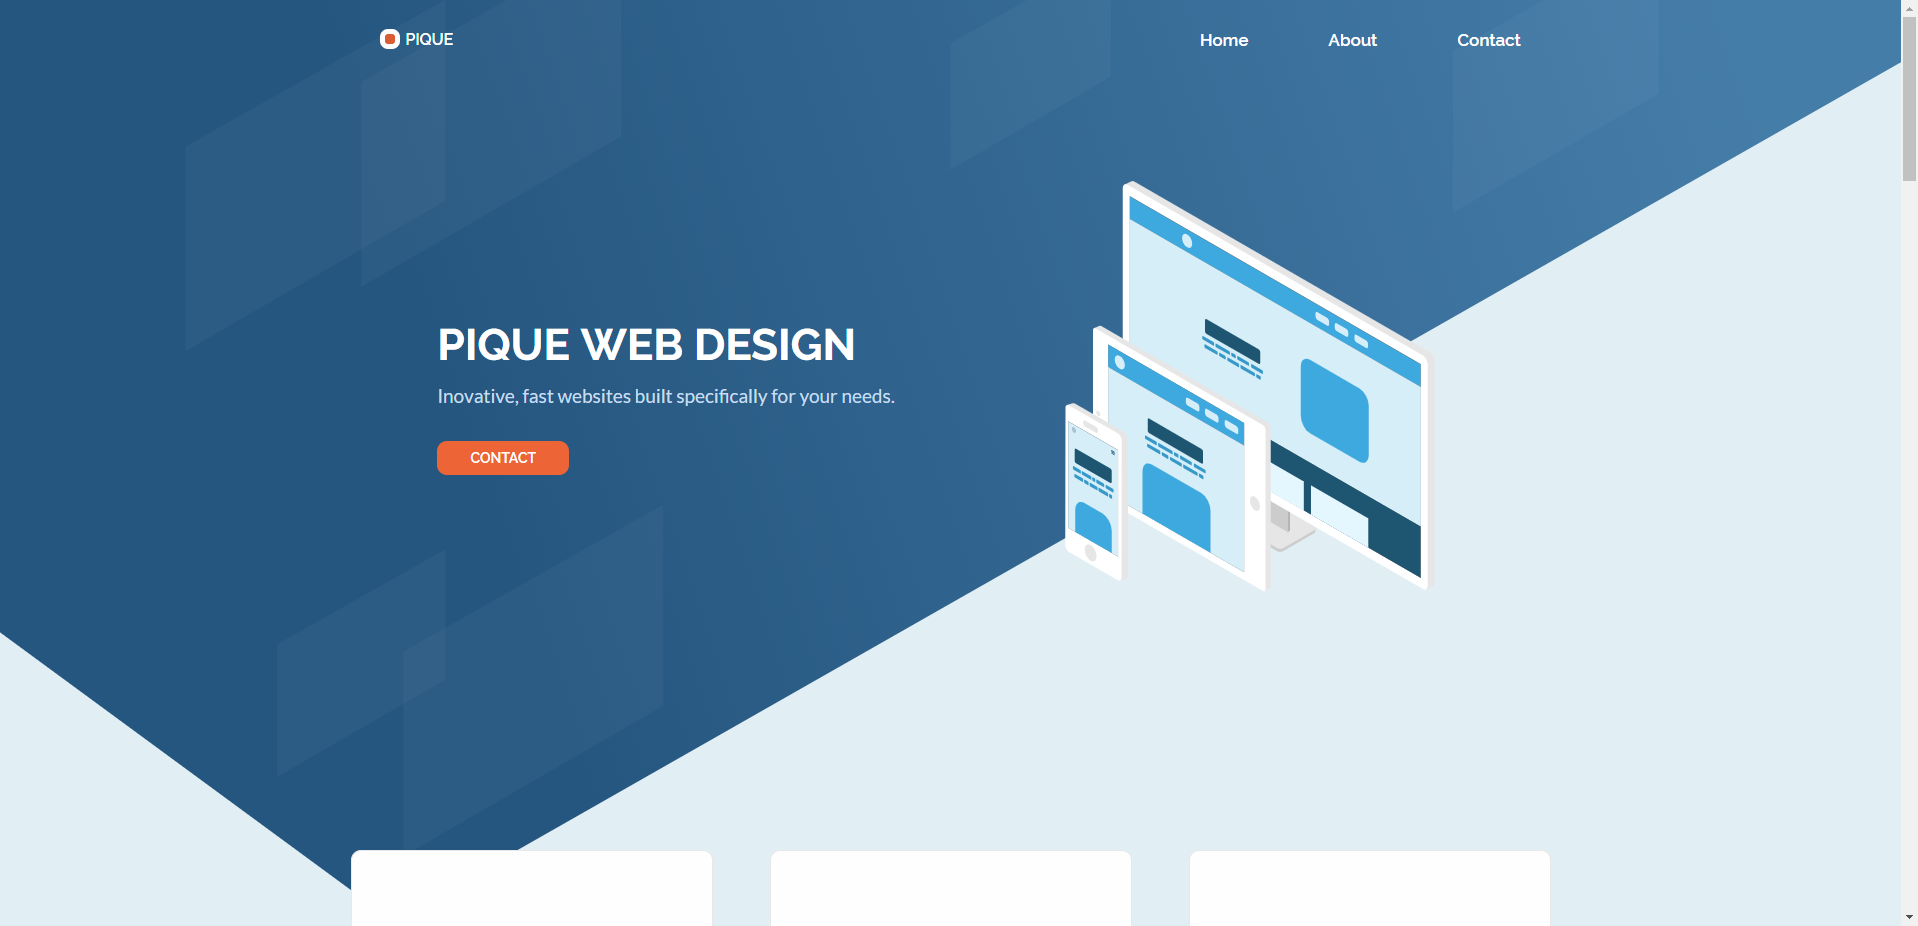 PIQUE
Home
About
Contact
PIQUE WEB DESIGN
Inovative, fast websites built specifically for your needs.
CONTACT